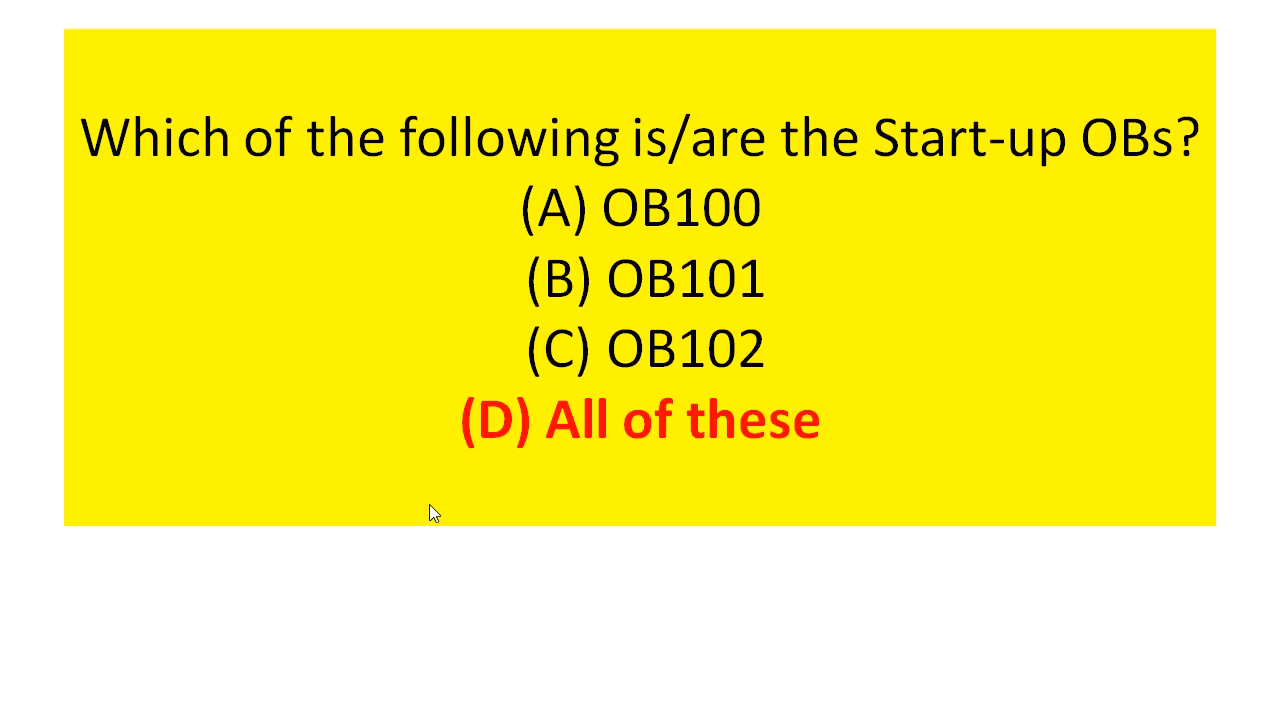 Which of the following is/are the Start-up OBs?
(A) OB100
(B) OB101
(C) OB102
(D) All of these